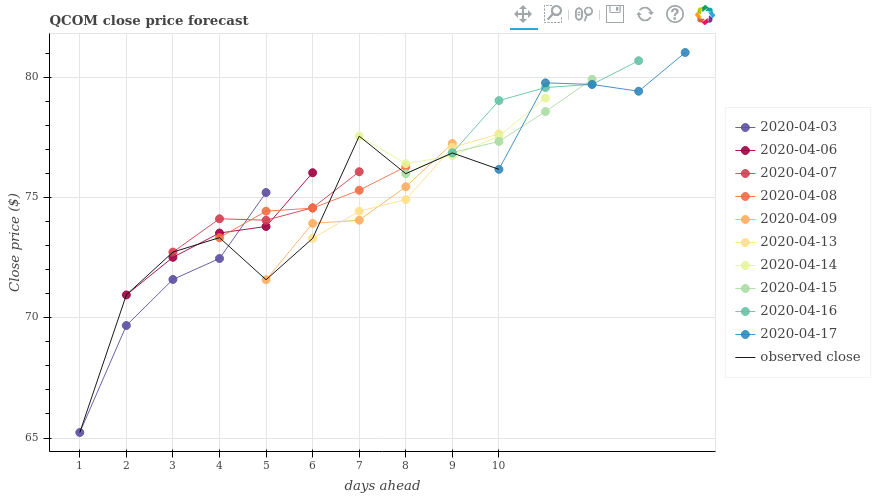 QCOM close price forecast
Close price ($)
80
75
70
65
1 2 3 4 5 6 7 8 9 10
days ahead
2020-04-03
2020-04-06
2020-04-07
2020-04-08
2020-04-09
2020-04-13
2020-04-14
2020-04-15
2020-04-16
2020-04-17
observed close